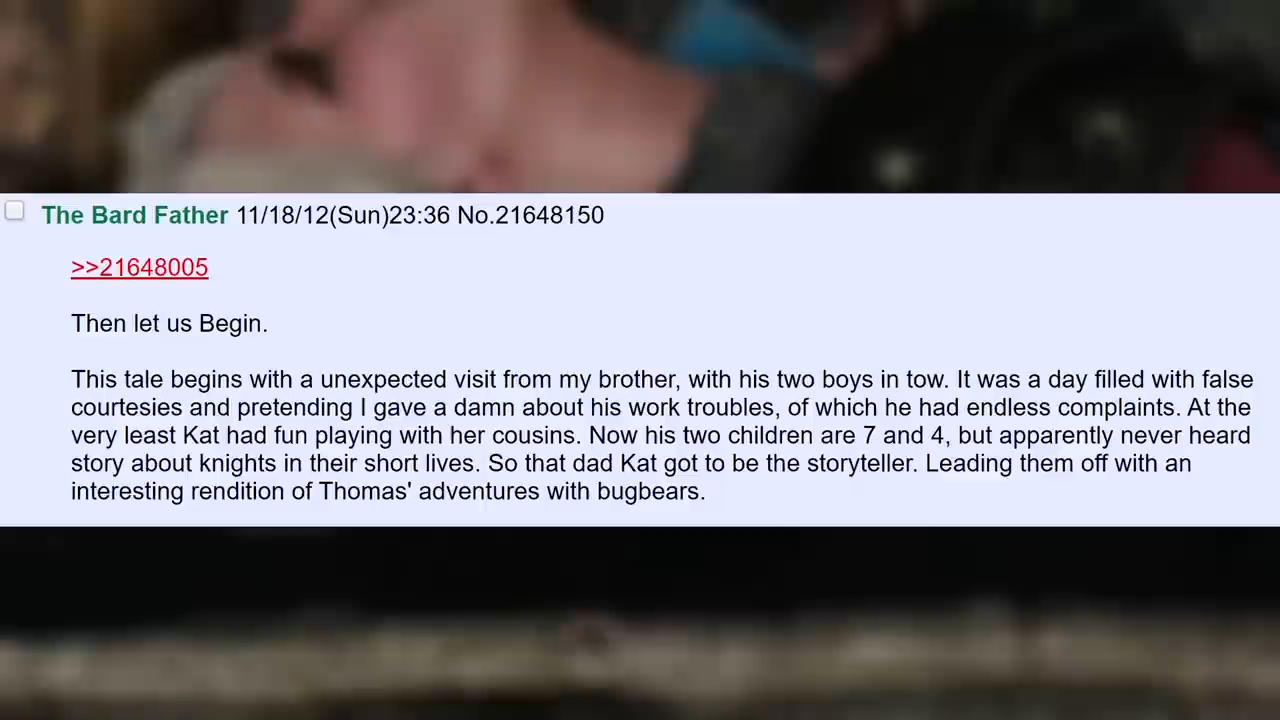 The Bard Father 11/18/12(Sun)23:36 No.21648150
>>21648005
Then let us Begin.
This tale begins with a unexpected visit from my brother, with his two boys in tow. It was a day filled with false
courtesies and pretending I gave a damn about his work troubles, of which he had endless complaints. At the
very least Kat had fun playing with her cousins. Now his two children are 7 and 4, but apparently never heard
story about knights in their short lives. So that dad Kat got to be the storyteller. Leading them off with an
interesting rendition of Thomas' adventures with bugbears.